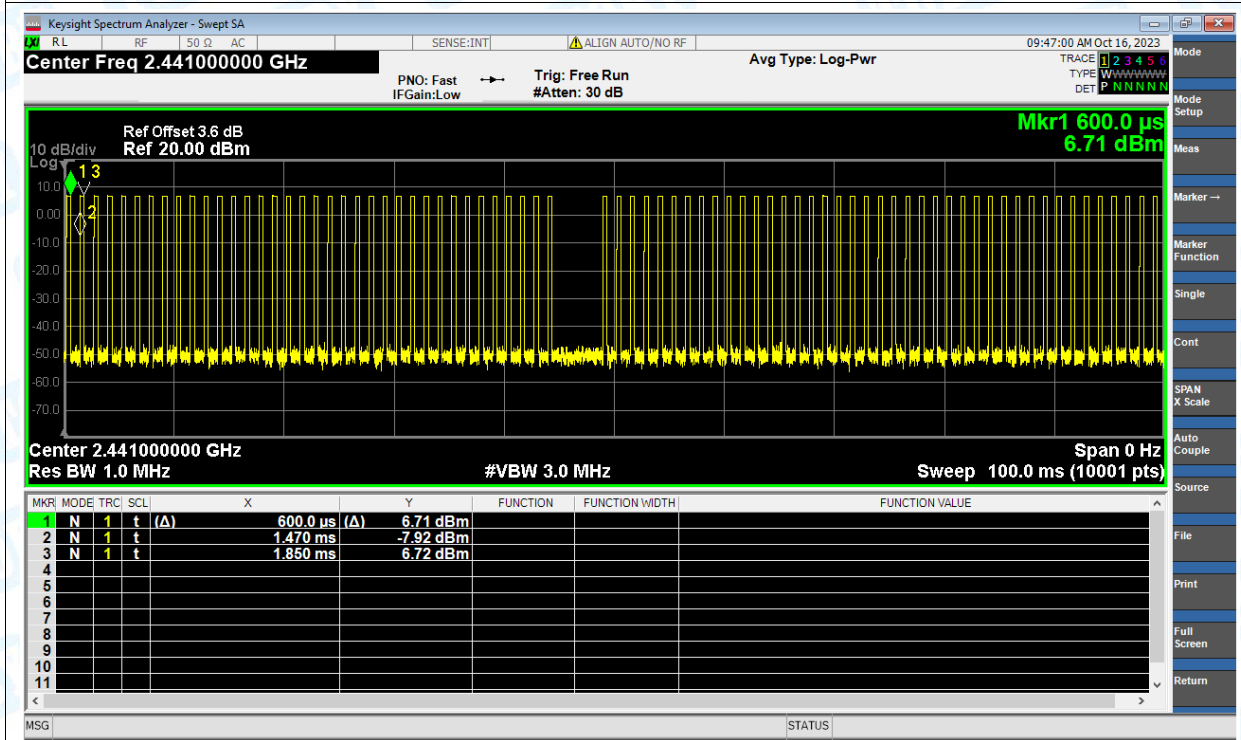 Keysight Spectrum Analyzer - Swept SA
LXI RL RF 50 Ω AC SENSE:INT ALIGN AUTO/NO RF 09:47:00 AM Oct 16, 2023
Center Freq 2.441000000 GHz
PNO: Fast
IFGain:Low
Trig: Free Run
#Atten: 30 dB
Avg Type: Log-Pwr
TRACE 1 2 3 4 5 6
TYPE WWWWWW
DET P N N N N N
Ref Offset 3.6 dB
10 dB/div Ref 20.00 dBm
Log
Mkr1 600.0 µs
6.71 dBm
1 3
2
10.0
0.00
-10.0
-20.0
-30.0
-40.0
-50.0
-60.0
-70.0
Center 2.441000000 GHz Span 0 Hz
Res BW 1.0 MHz #VBW 3.0 MHz Sweep 100.0 ms (10001 pts)
MKR MODE TRC SCL X Y FUNCTION FUNCTION WIDTH FUNCTION VALUE
1 N 1 t (Δ) 600.0 µs (Δ) 6.71 dBm
2 N 1 t 1.470 ms -7.92 dBm
3 N 1 t 1.850 ms 6.72 dBm
4
5
6
7
8
9
10
11
MSG STATUS
Mode
Mode
Setup
Meas
Marker→
Marker
Function
Single
Cont
SPAN
X Scale
Auto
Couple
Source
File
Print
Full
Screen
Return